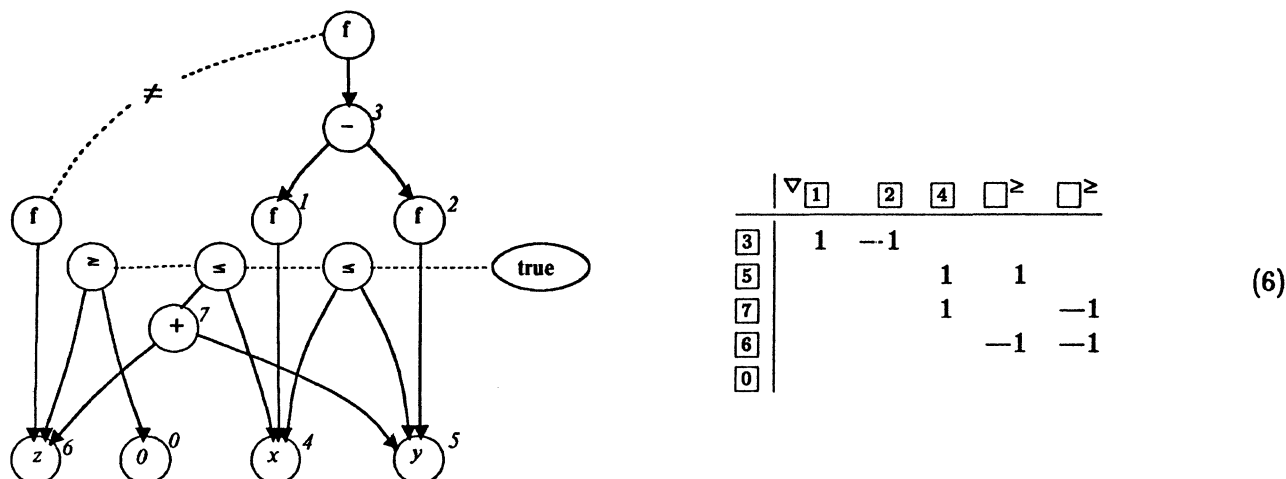 f
≠
- 3
f f 1 f 2
≥ ≤ ≤ true
+ 7
z 6 0 0 x 4 y 5
▽ 1 2 4 □≥ □≥
3 1 -1
5 1 1
7 1 -1 (6)
6 -1 -1
0